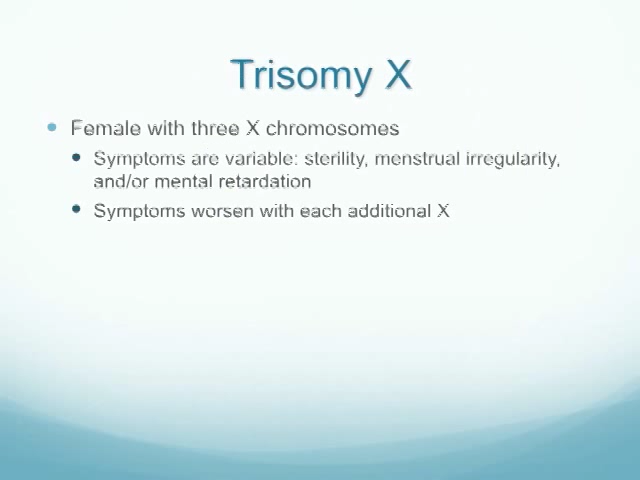 Trisomy X
Female with three X chromosomes
Symptoms are variable: sterility, menstrual irregularity,
and/or mental retardation
Symptoms worsen with each additional X